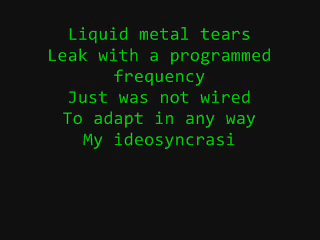 Liquid metal tears
Leak with a programmed
frequency
Just was not wired
To adapt in any way
My ideosyncrasi